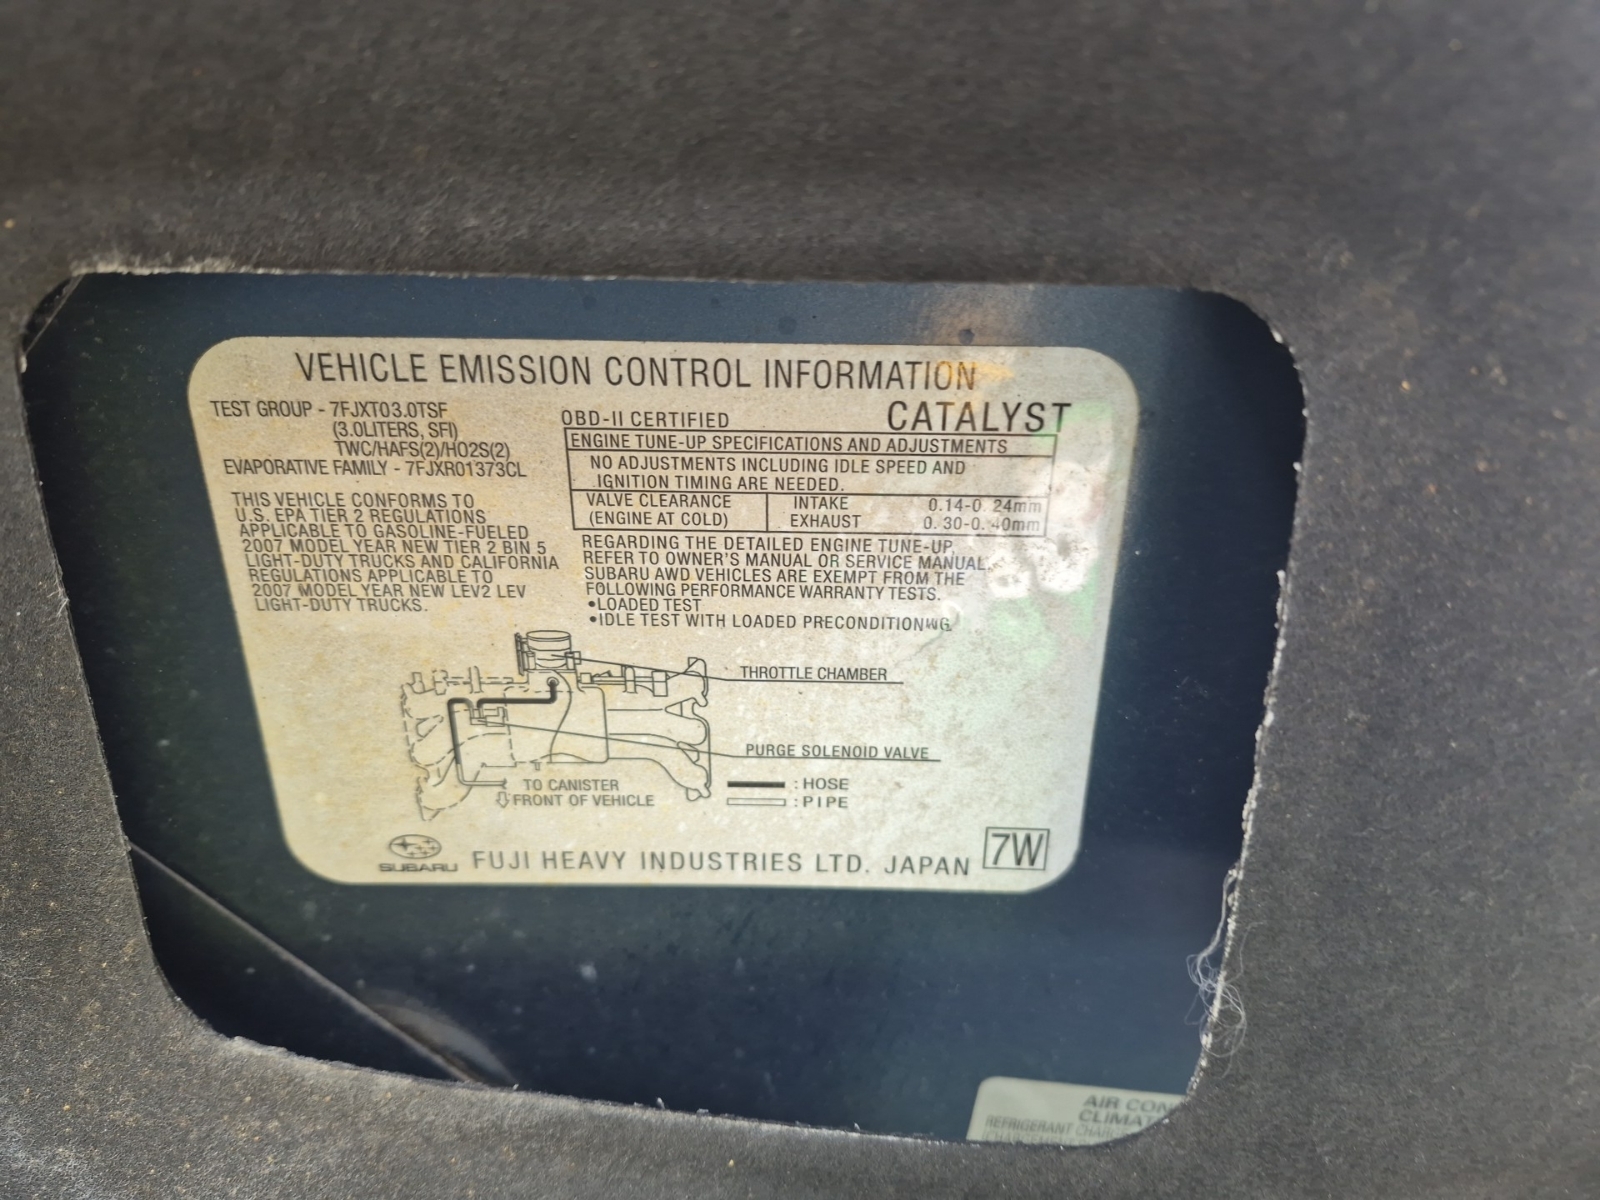 VEHICLE EMISSION CONTROL INFORMATION
TEST GROUP - 7FJXT03.0TSF
(3.0LITERS, SFI)
TWC/HAFS(2)/HO2S(2)
EVAPORATIVE FAMILY - 7FJXR01373CL
THIS VEHICLE CONFORMS TO
U.S. EPA TIER 2 REGULATIONS
APPLICABLE TO GASOLINE-FUELED
2007 MODEL YEAR NEW TIER 2 BIN 5
LIGHT-DUTY TRUCKS AND CALIFORNIA
REGULATIONS APPLICABLE TO
2007 MODEL YEAR NEW LEV2 LEV
LIGHT-DUTY TRUCKS.
OBD-II CERTIFIED
CATALYST
ENGINE TUNE-UP SPECIFICATIONS AND ADJUSTMENTS
NO ADJUSTMENTS INCLUDING IDLE SPEED AND
IGNITION TIMING ARE NEEDED.
VALVE CLEARANCE INTAKE 0.14-0.24mm
(ENGINE AT COLD) EXHAUST 0.30-0.40mm
REGARDING THE DETAILED ENGINE TUNE-UP,
REFER TO OWNER'S MANUAL OR SERVICE MANUAL.
SUBARU AWD VEHICLES ARE EXEMPT FROM THE
FOLLOWING PERFORMANCE WARRANTY TESTS.
•LOADED TEST
•IDLE TEST WITH LOADED PRECONDITIONING
THROTTLE CHAMBER
PURGE SOLENOID VALVE
TO CANISTER
FRONT OF VEHICLE
: HOSE
: PIPE
SUBARU FUJI HEAVY INDUSTRIES LTD. JAPAN 7W
AIR
REFRIGERANT